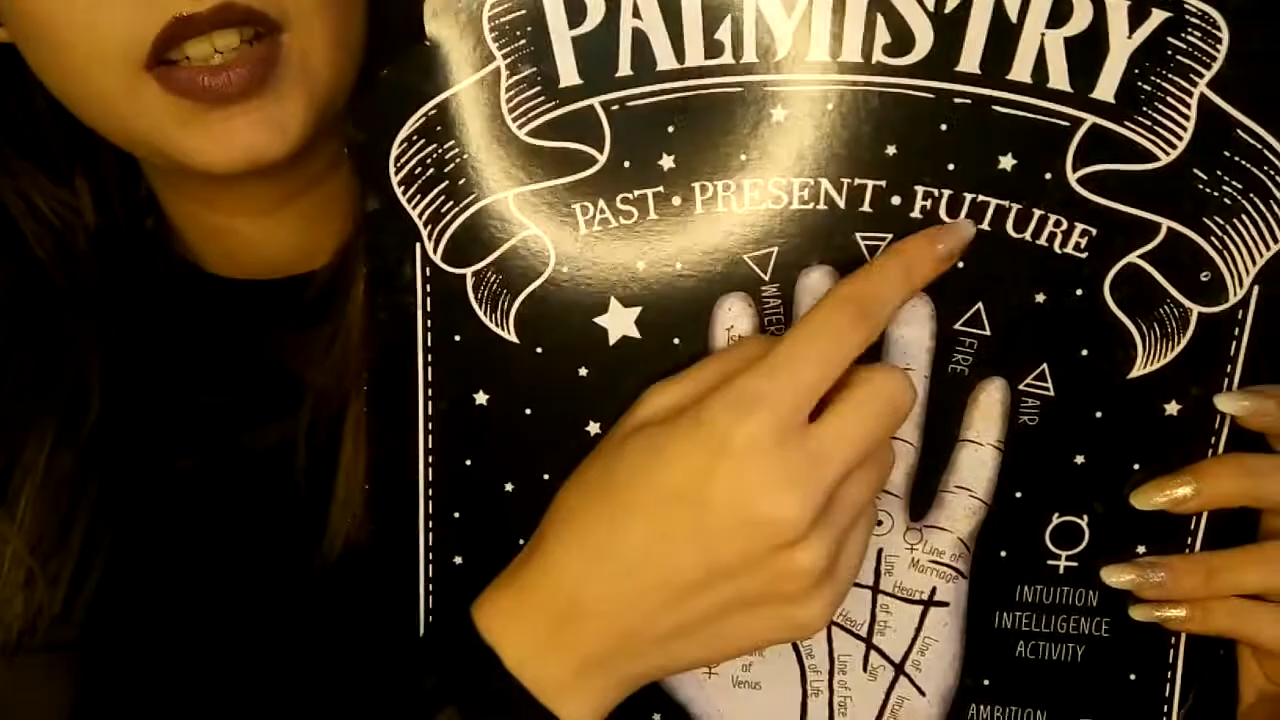 PALMISTRY
PAST • PRESENT • FUTURE
WATER
FIRE
AIR
1st
Line of
Marriage
Heart
Line of the Sun
Head
Line of
of
Venus
Line of Life
Line of Fate
INTUITION
INTELLIGENCE
ACTIVITY
AMBITION